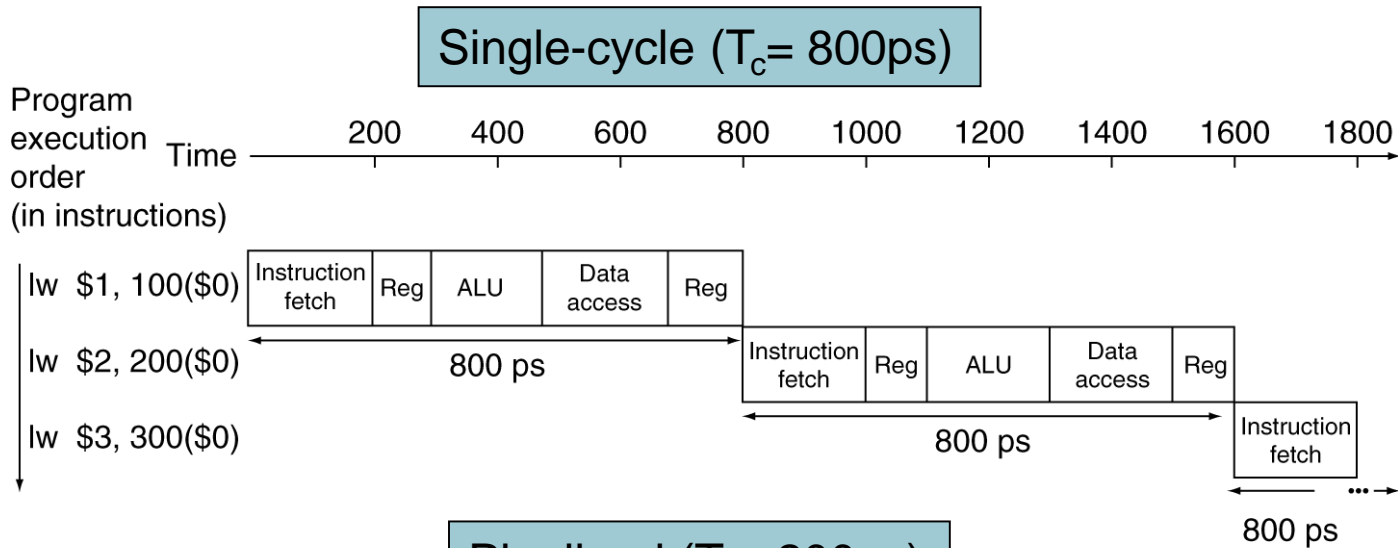 Single-cycle (Tc= 800ps)
Program
execution
order
(in instructions)
Time
200 400 600 800 1000 1200 1400 1600 1800
lw $1, 100($0)
Instruction
fetch
Reg
ALU
Data
access
Reg
800 ps
lw $2, 200($0)
Instruction
fetch
Reg
ALU
Data
access
Reg
800 ps
lw $3, 300($0)
Instruction
fetch
...
800 ps